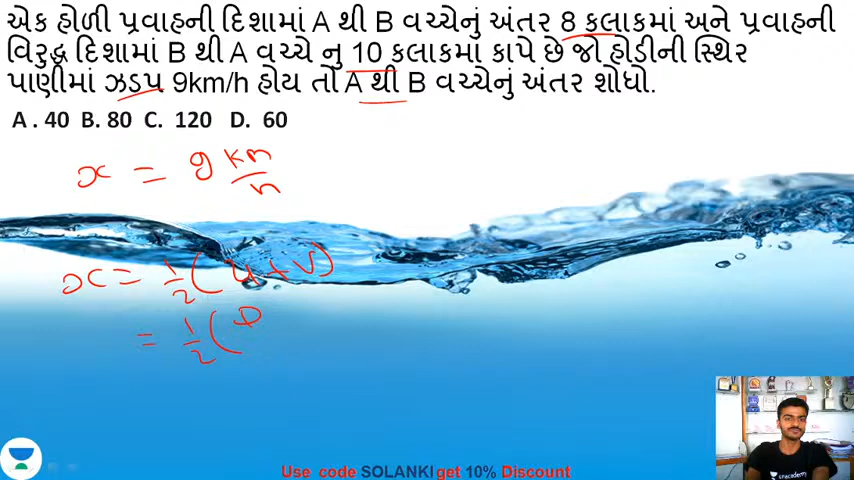 એક હોળી પ્રવાહની દિશામાં A થી B વચ્ચેનું અંતર 8 કલાકમાં અને પ્રવાહની
વિરુદ્ધ દિશામાં B થી A વચ્ચે નુ 10 કલાકમા કાપે છે જો હોડીની સ્થિર
પાણીમાં ઝડપ 9km/h હોય તો A થી B વચ્ચેનું અંતર શોધો.
A . 40 B. 80 C. 120 D. 60
x = 9 km/h
x = 1/2 (u + v)
= 1/2 (D
Use code SOLANKI get 10% Discount